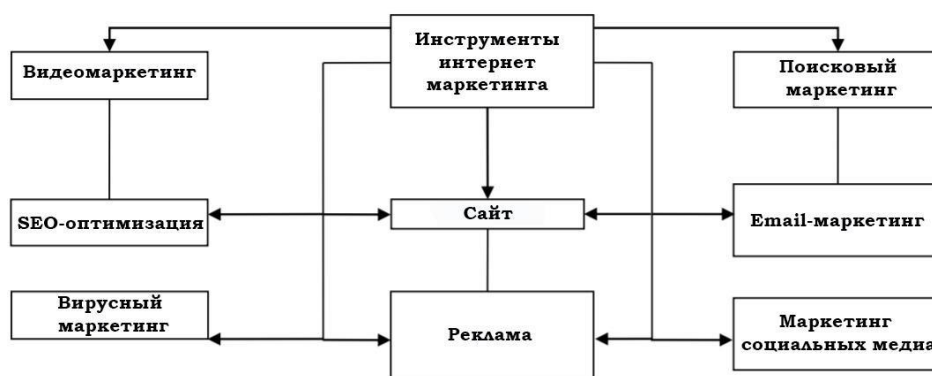 Инструменты
интернет
маркетинга
Видеомаркетинг
Поисковый
маркетинг
SEO-оптимизация
Сайт
Email-маркетинг
Вирусный
маркетинг
Реклама
Маркетинг
социальных медиа